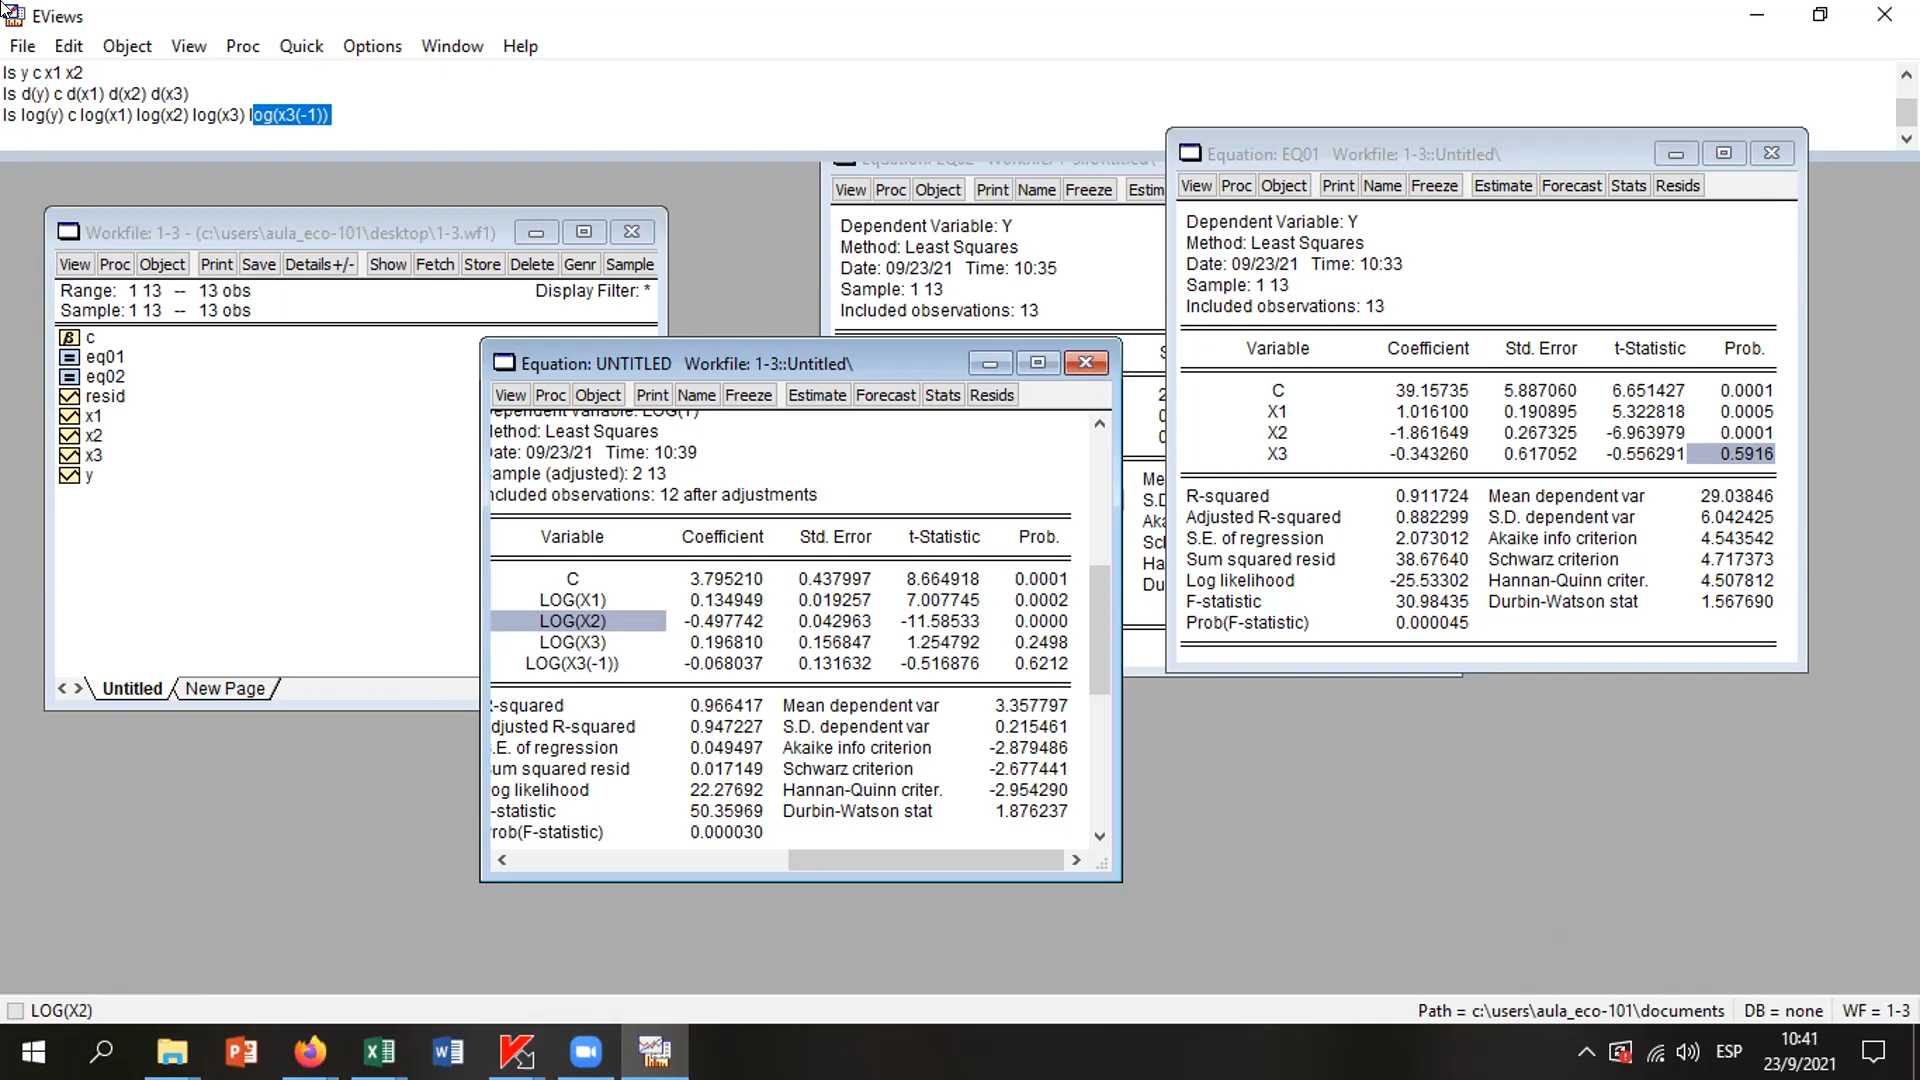 EViews
File Edit Object View Proc Quick Options Window Help
ls y c x1 x2
ls d(y) c d(x1) d(x2) d(x3)
ls log(y) c log(x1) log(x2) log(x3) log(x3(-1))
Workfile: 1-3 - (c:\users\aula_eco-101\desktop\1-3.wf1)
View Proc Object Print Save Details+/- Show Fetch Store Delete Genr Sample
Range: 1 13 -- 13 obs Display Filter: *
Sample: 1 13 -- 13 obs
c
eq01
eq02
resid
x1
x2
x3
y
Untitled New Page
View Proc Object Print Name Freeze Estim
Dependent Variable: Y
Method: Least Squares
Date: 09/23/21 Time: 10:35
Sample: 1 13
Included observations: 13
Me
S.D.
Aka
Sc
Ha
Du
Equation: EQ01 Workfile: 1-3::Untitled\
View Proc Object Print Name Freeze Estimate Forecast Stats Resids
Dependent Variable: Y
Method: Least Squares
Date: 09/23/21 Time: 10:33
Sample: 1 13
Included observations: 13
Variable Coefficient Std. Error t-Statistic Prob.
C 39.15735 5.887060 6.651427 0.0001
X1 1.016100 0.190895 5.322818 0.0005
X2 -1.861649 0.267325 -6.963979 0.0001
X3 -0.343260 0.617052 -0.556291 0.5916
R-squared 0.911724 Mean dependent var 29.03846
Adjusted R-squared 0.882299 S.D. dependent var 6.042425
S.E. of regression 2.073012 Akaike info criterion 4.543542
Sum squared resid 38.67640 Schwarz criterion 4.717373
Log likelihood -25.53302 Hannan-Quinn criter. 4.507812
F-statistic 30.98435 Durbin-Watson stat 1.567690
Prob(F-statistic) 0.000045
Equation: UNTITLED Workfile: 1-3::Untitled\
View Proc Object Print Name Freeze Estimate Forecast Stats Resids
ependent Variable: LOG(Y)
lethod: Least Squares
ate: 09/23/21 Time: 10:39
ample (adjusted): 2 13
ncluded observations: 12 after adjustments
Variable Coefficient Std. Error t-Statistic Prob.
C 3.795210 0.437997 8.664918 0.0001
LOG(X1) 0.134949 0.019257 7.007745 0.0002
LOG(X2) -0.497742 0.042963 -11.58533 0.0000
LOG(X3) 0.196810 0.156847 1.254792 0.2498
LOG(X3(-1)) -0.068037 0.131632 -0.516876 0.6212
-squared 0.966417 Mean dependent var 3.357797
djusted R-squared 0.947227 S.D. dependent var 0.215461
.E. of regression 0.049497 Akaike info criterion -2.879486
um squared resid 0.017149 Schwarz criterion -2.677441
og likelihood 22.27692 Hannan-Quinn criter. -2.954290
-statistic 50.35969 Durbin-Watson stat 1.876237
rob(F-statistic) 0.000030
LOG(X2) Path = c:\users\aula_eco-101\documents DB = none WF = 1-3
ESP
10:41
23/9/2021